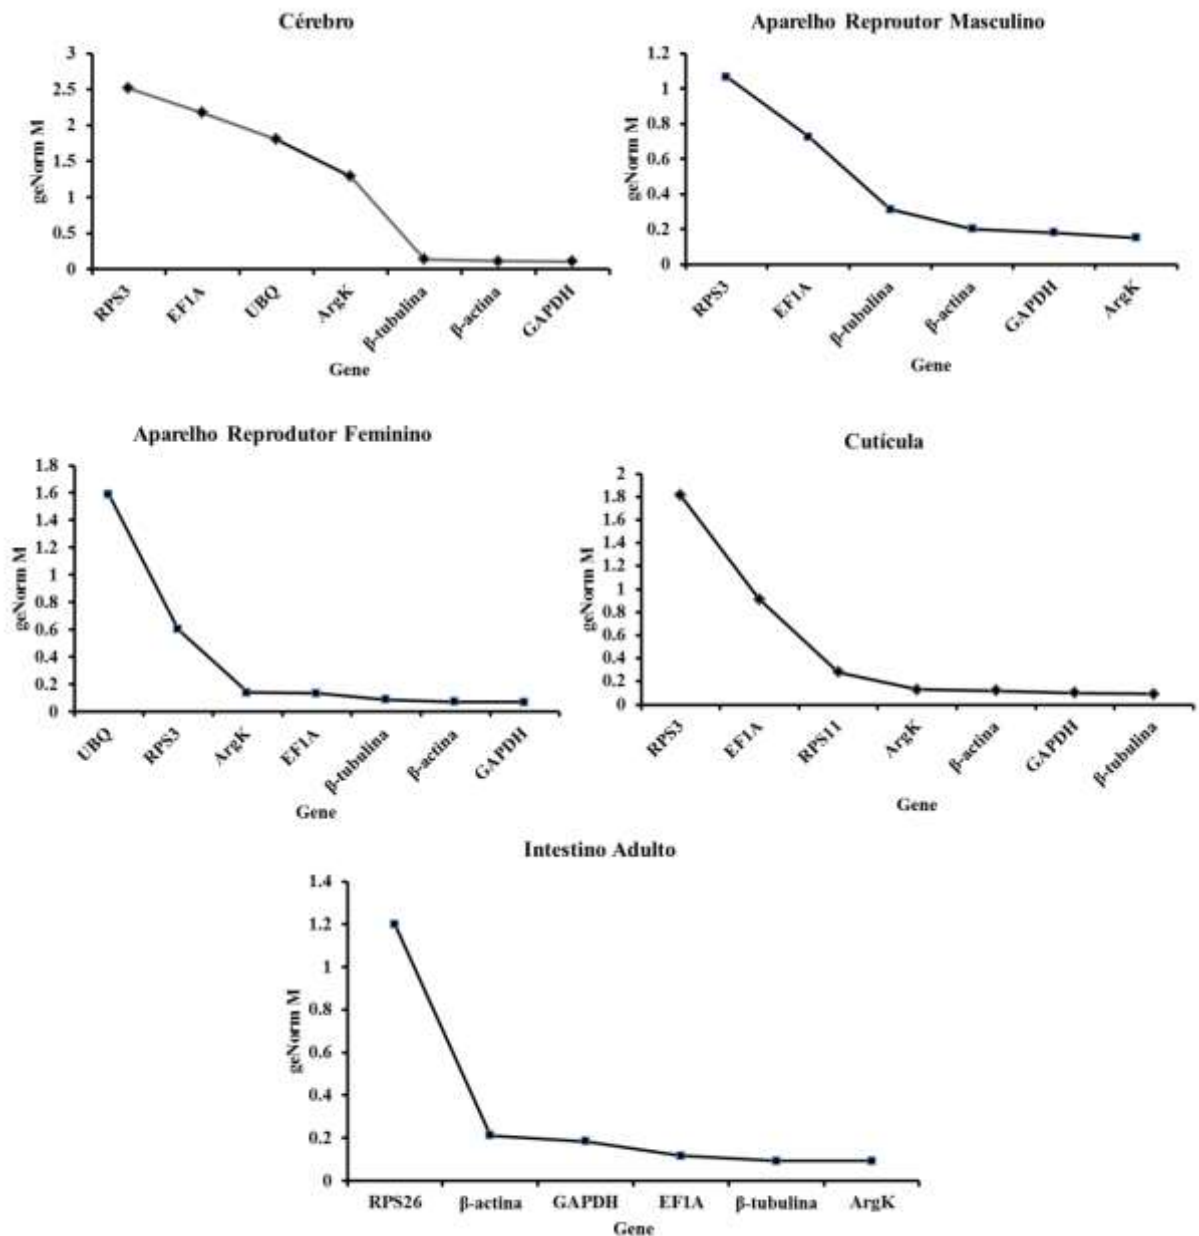 Cérebro
geNorm M
3
2.5
2
1.5
1
0.5
0
RPS3
EF1A
UBQ
ArgK
β-tubulina
β-actina
GAPDH
Gene
Aparelho Reproutor Masculino
geNorm M
1.2
1
0.8
0.6
0.4
0.2
0
RPS3
EF1A
β-tubulina
β-actina
GAPDH
ArgK
Gene
Aparelho Reprodutor Feminino
geNorm M
1.8
1.6
1.4
1.2
1
0.8
0.6
0.4
0.2
0
UBQ
RPS3
ArgK
EF1A
β-tubulina
β-actina
GAPDH
Gene
Cutícula
geNorm M
2
1.8
1.6
1.4
1.2
1
0.8
0.6
0.4
0.2
0
RPS3
EF1A
RPS11
ArgK
β-actina
GAPDH
β-tubulina
Gene
Intestino Adulto
geNorm M
1.4
1.2
1
0.8
0.6
0.4
0.2
0
RPS26
β-actina
GAPDH
EF1A
β-tubulina
ArgK
Gene